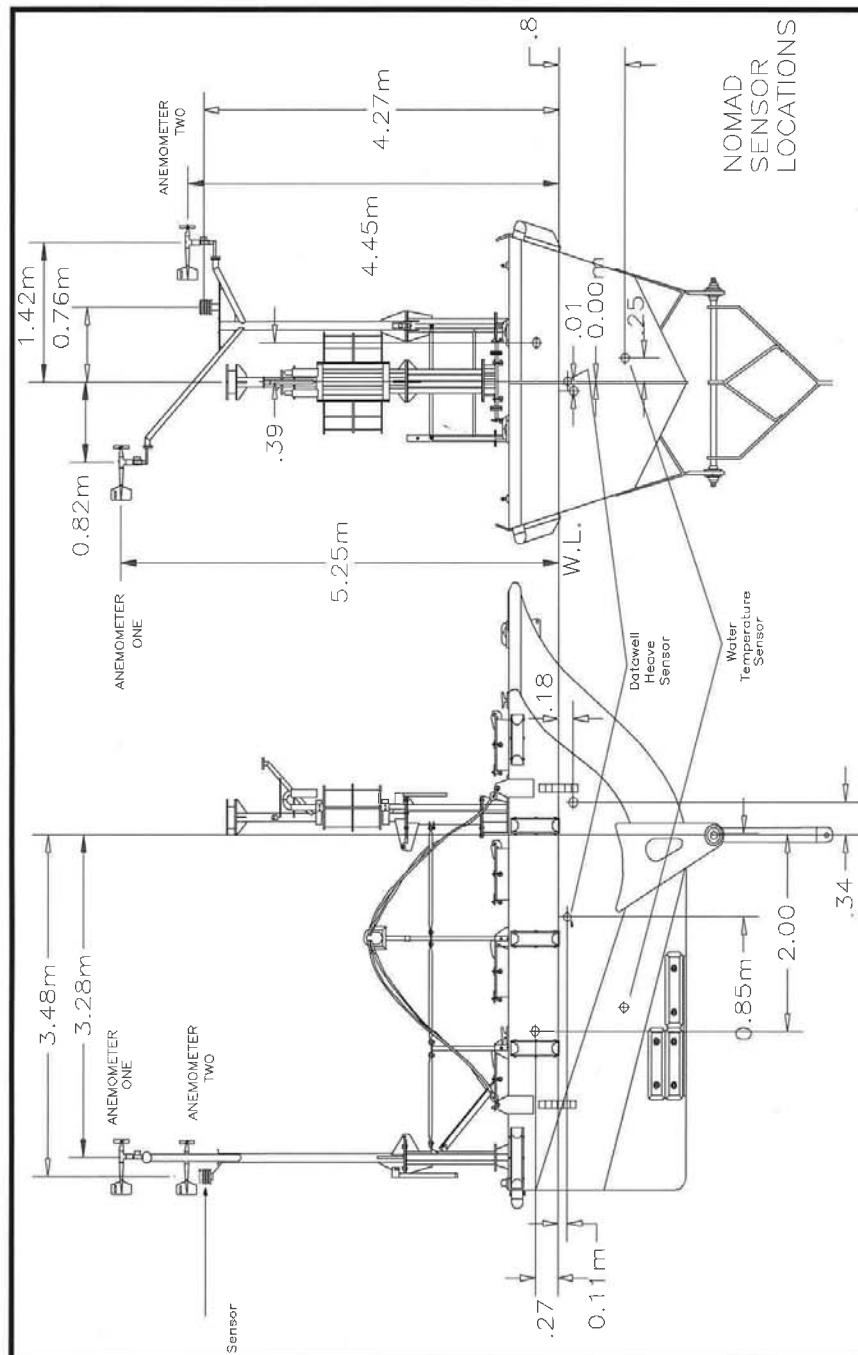 3.48m
3.28m
ANEMOMETER
ONE
ANEMOMETER
TWO
Sensor
.27
0.11m
0.85m
2.00
.34
.18
Datawell
Heave
Sensor
Water
Temperature
Sensor
ANEMOMETER
ONE
0.82m
1.42m
0.76m
ANEMOMETER
TWO
5.25m
.39
4.45m
4.27m
W.L.
.01
0.00m
.25
.8
NOMAD
SENSOR
LOCATIONS